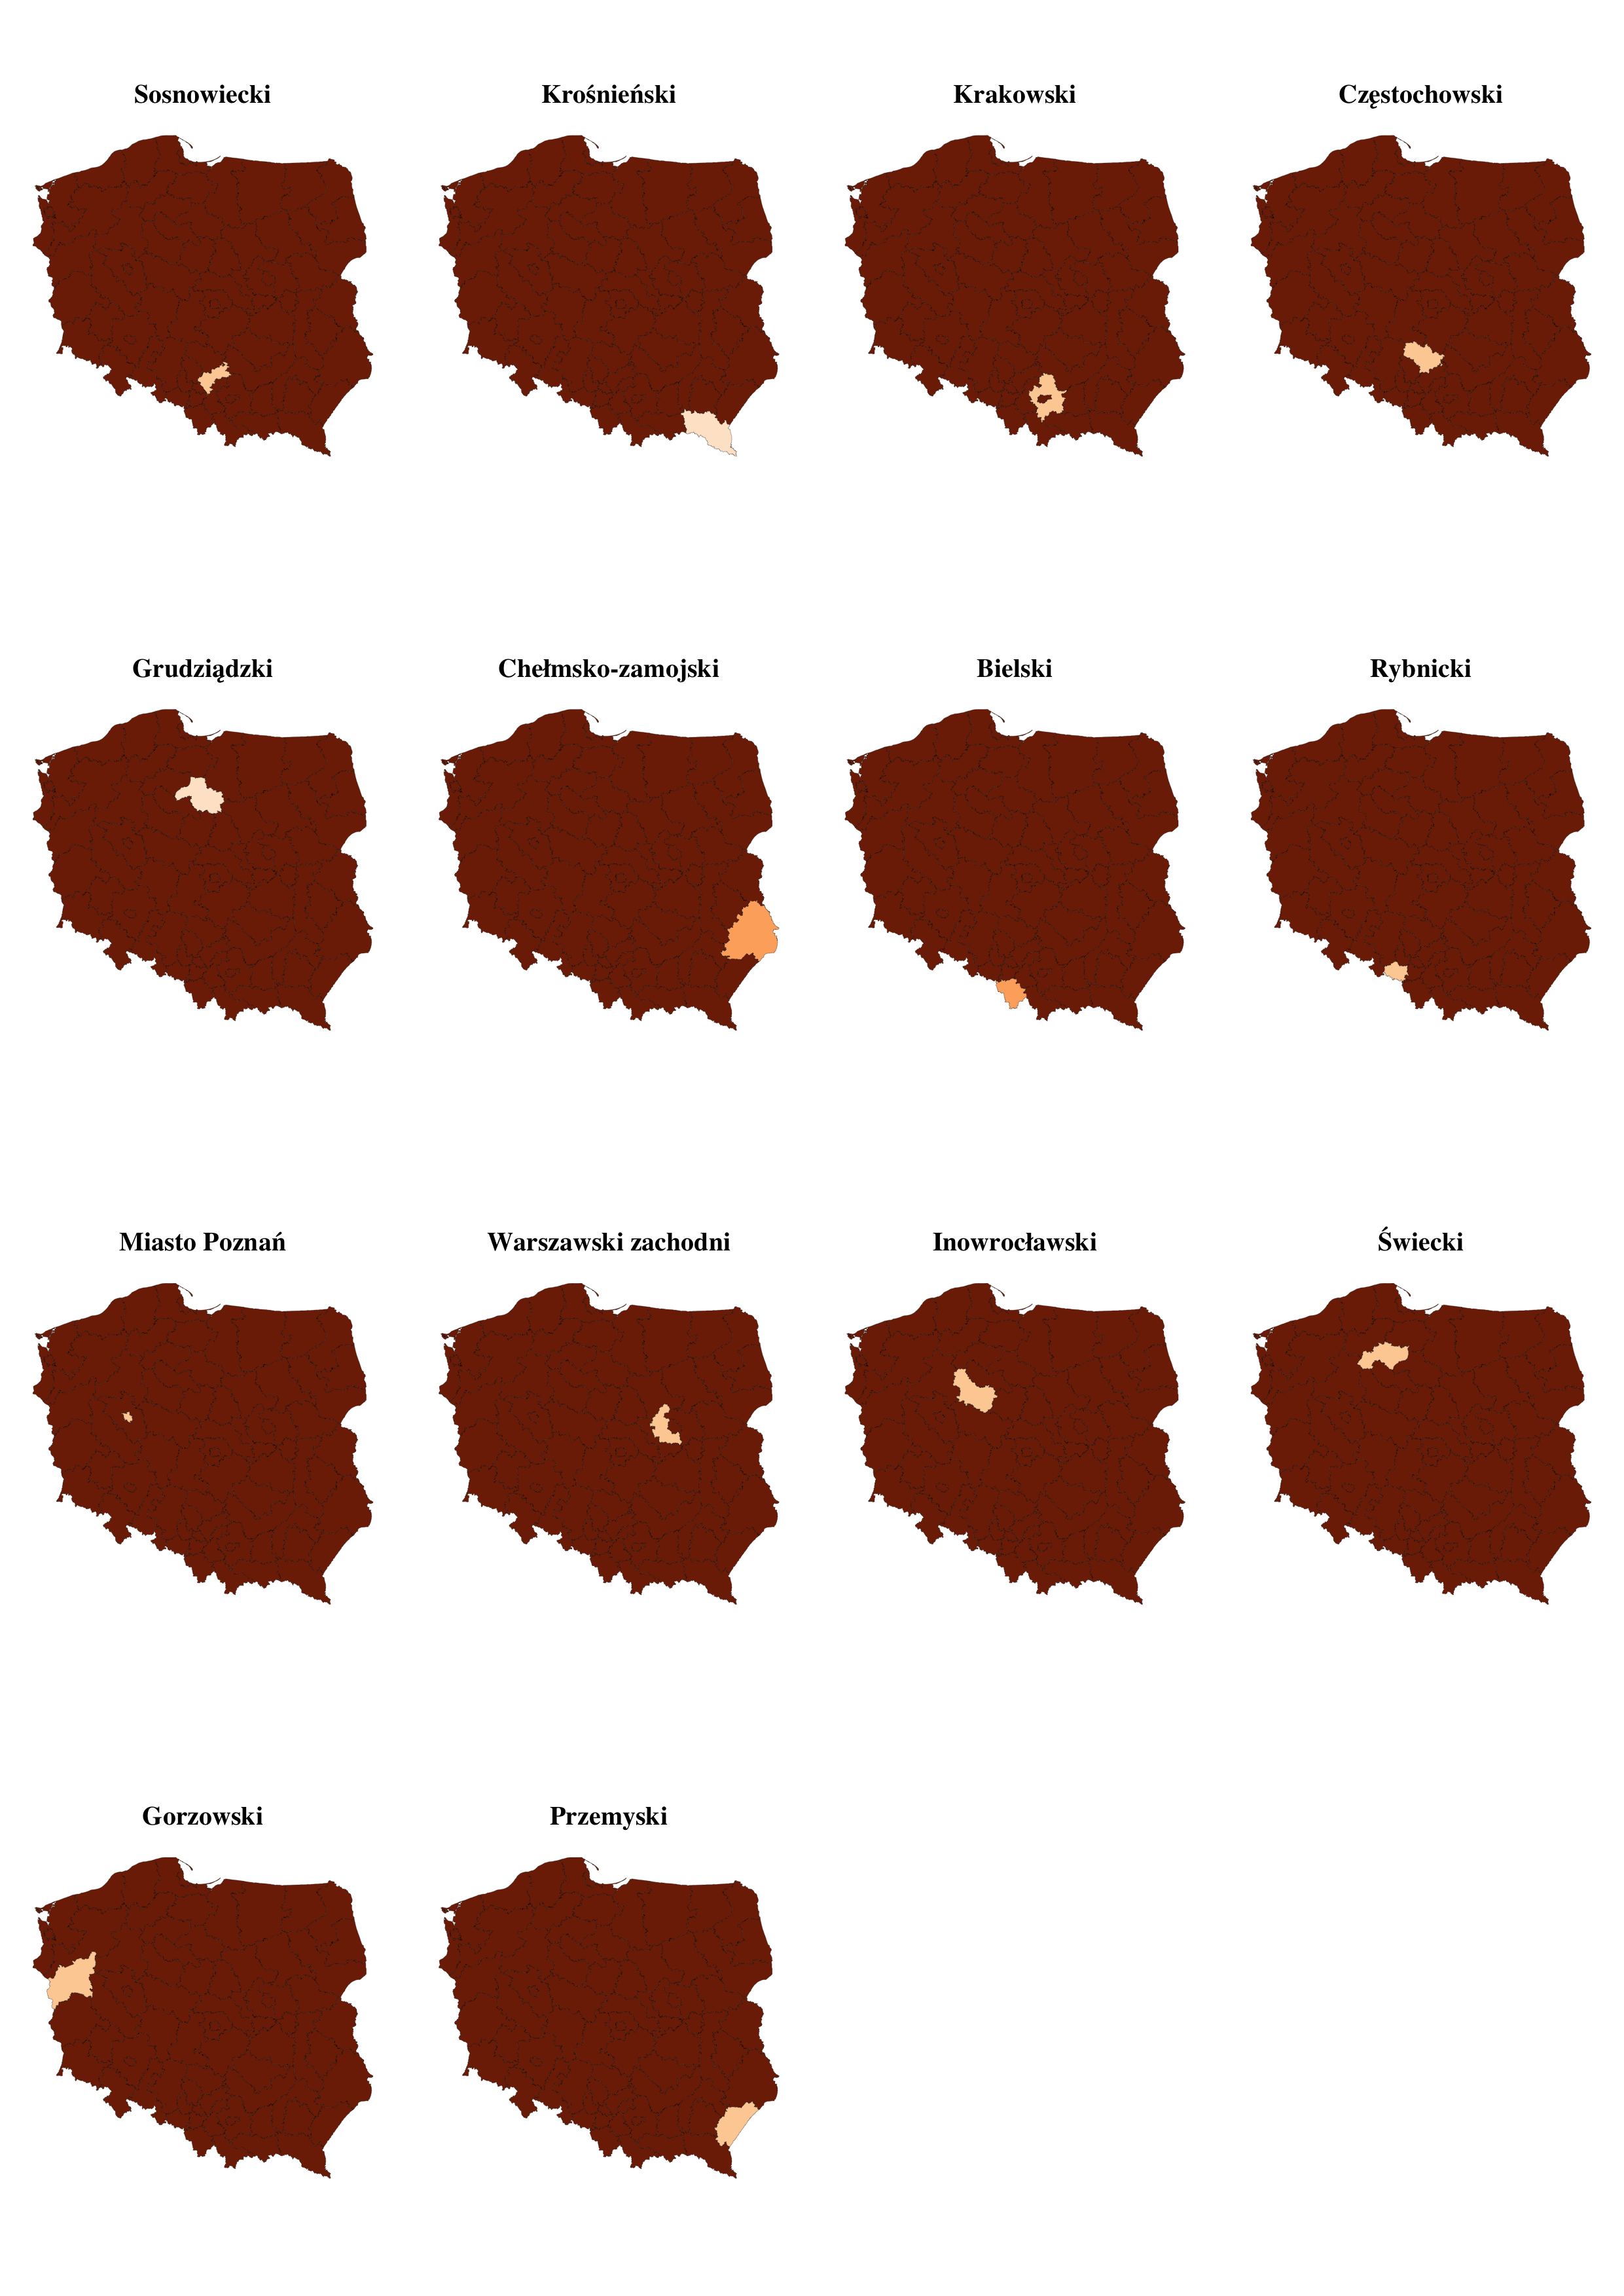 Sosnowiecki
Krośnieński
Krakowski
Częstochowski
Grudziądzki
Chełmsko-zamojski
Bielski
Rybnicki
Miasto Poznań
Warszawski zachodni
Inowrocławski
Świecki
Gorzowski
Przemyski